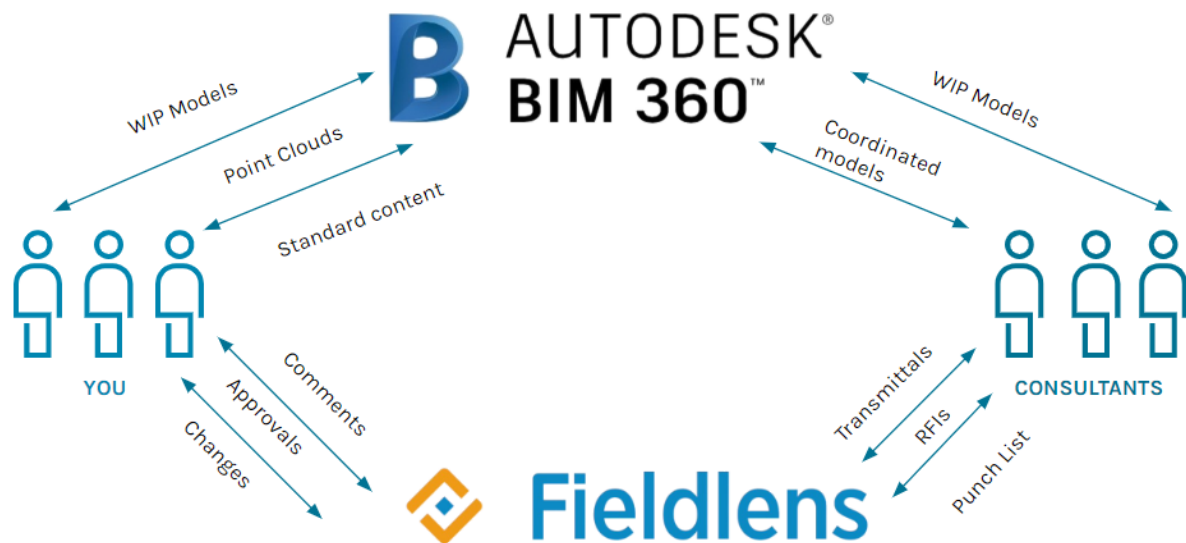 AUTODESK®
BIM 360™
WIP Models
Point Clouds
Standard content
WIP Models
Coordinated
models
YOU
CONSULTANTS
Comments
Approvals
Changes
Transmittals
RFIs
Punch List
Fieldlens